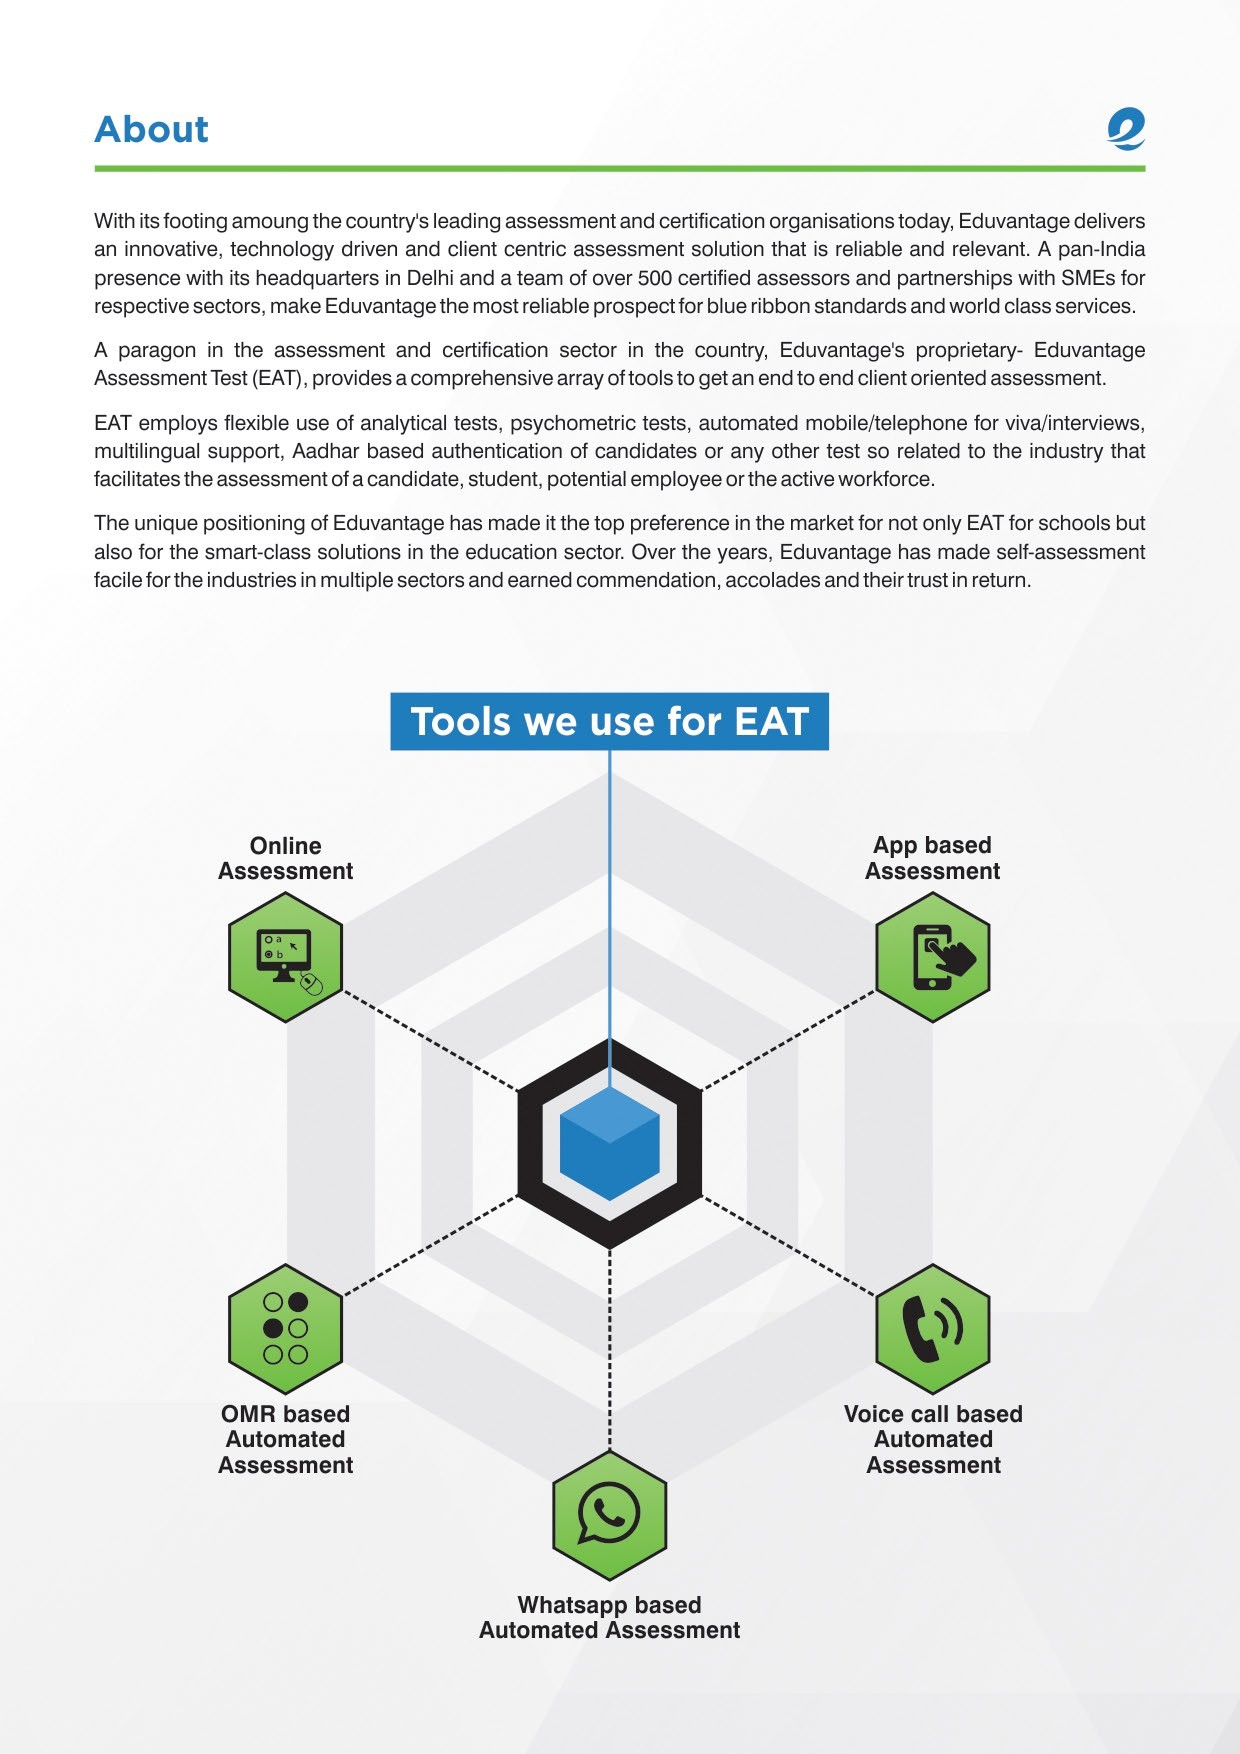 About
With its footing amoung the country's leading assessment and certification organisations today, Eduvantage delivers
an innovative, technology driven and client centric assessment solution that is reliable and relevant. A pan-India
presence with its headquarters in Delhi and a team of over 500 certified assessors and partnerships with SMEs for
respective sectors, make Eduvantage the most reliable prospect for blue ribbon standards and world class services.
A paragon in the assessment and certification sector in the country, Eduvantage's proprietary- Eduvantage
Assessment Test (EAT), provides a comprehensive array of tools to get an end to end client oriented assessment.
EAT employs flexible use of analytical tests, psychometric tests, automated mobile/telephone for viva/interviews,
multilingual support, Aadhar based authentication of candidates or any other test so related to the industry that
facilitates the assessment of a candidate, student, potential employee or the active workforce.
The unique positioning of Eduvantage has made it the top preference in the market for not only EAT for schools but
also for the smart-class solutions in the education sector. Over the years, Eduvantage has made self-assessment
facile for the industries in multiple sectors and earned commendation, accolades and their trust in return.
Tools we use for EAT
Online
Assessment
a
b
App based
Assessment
OMR based
Automated
Assessment
Voice call based
Automated
Assessment
Whatsapp based
Automated Assessment